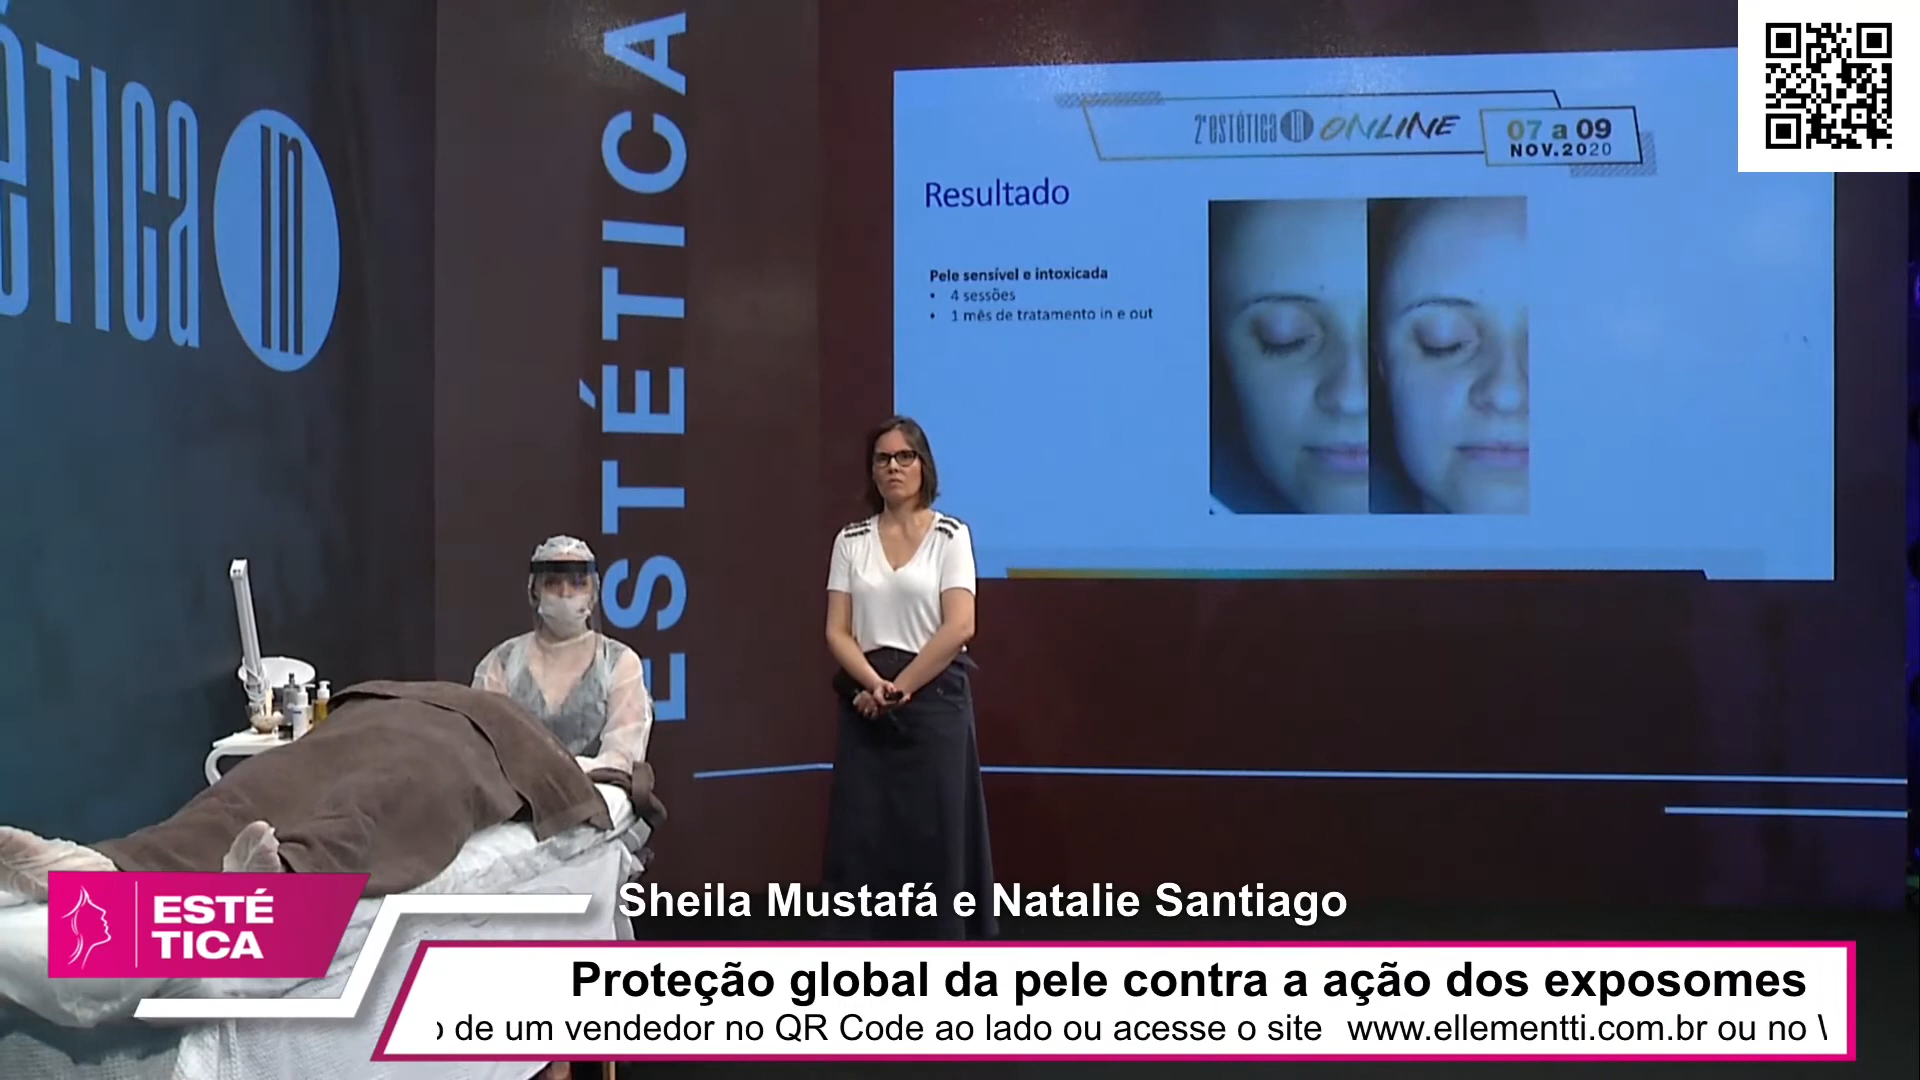 ética IN
ESTÉTICA
2ª estética IN ONLINE
07 a 09
NOV.2020
Resultado
Pele sensível e intoxicada
• 4 sessões
• 1 mês de tratamento in e out
Sheila Mustafá e Natalie Santiago
ESTÉ
TICA
Proteção global da pele contra a ação dos exposomes
de um vendedor no QR Code ao lado ou acesse o site www.ellementti.com.br ou no